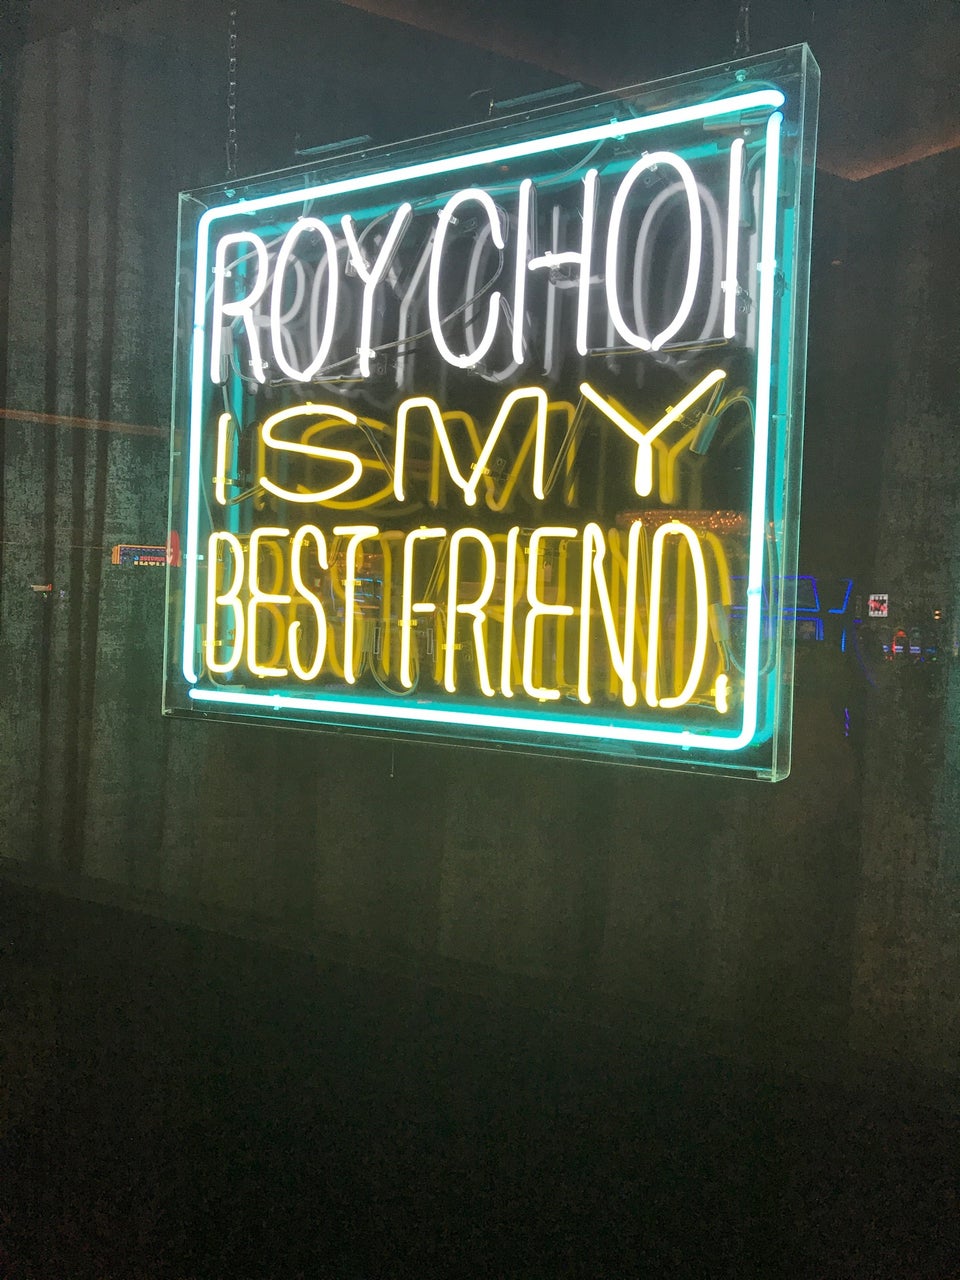 ROY CHOI
IS MY
BEST FRIEND.